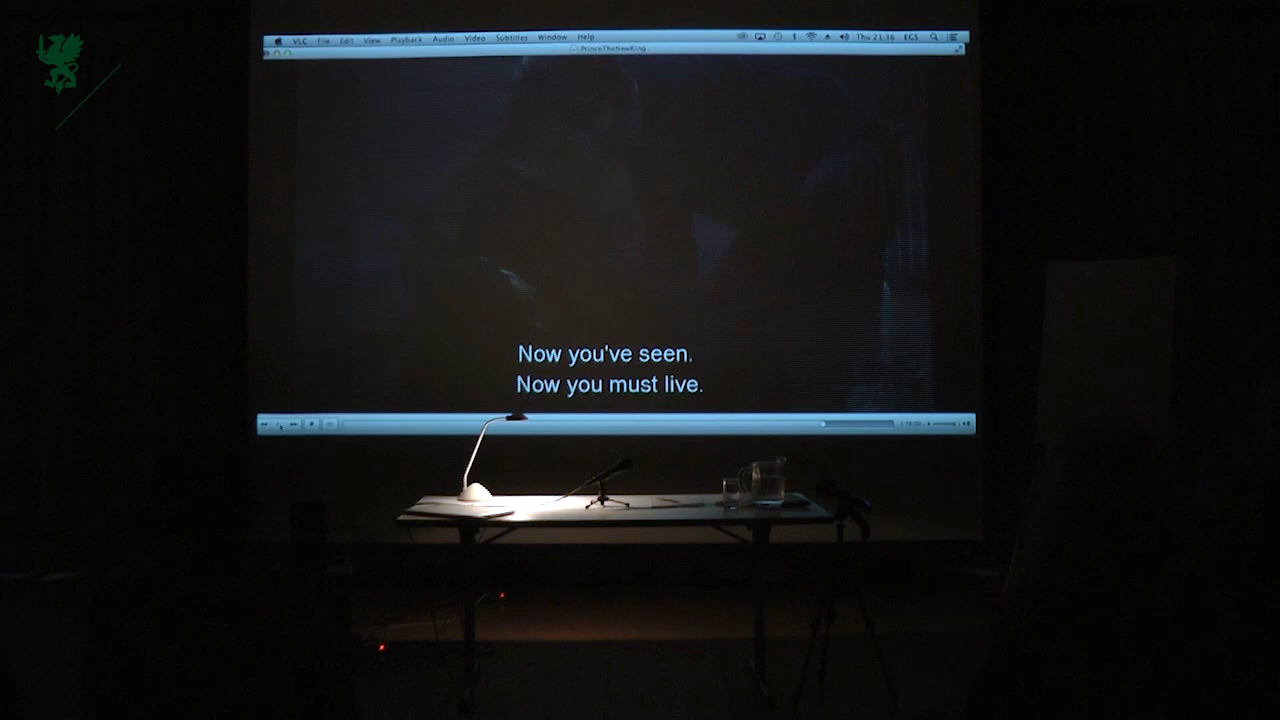 VLC File Edit View Playback Audio Video Subtitles Window Help Thu 21:36 EGS
PrinceTheNewKing
Now you've seen.
Now you must live.